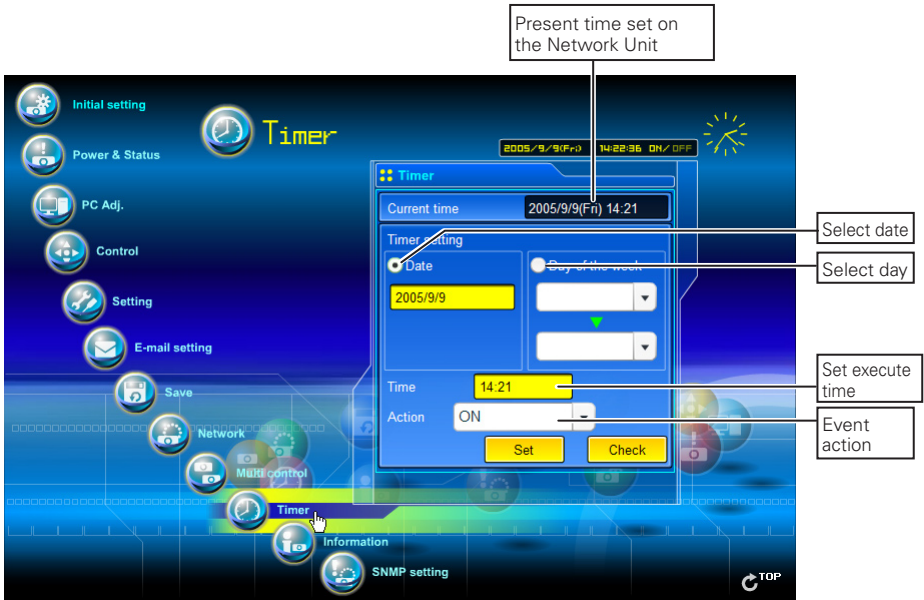 Present time set on
the Network Unit
Initial setting
Timer
Power & Status
2005/9/9(Fri) 14:22:36 ON/OFF
Timer
PC Adj.
Current time
2005/9/9(Fri) 14:21
Select date
Control
Timer setting
Date
Day of the week
Select day
Setting
2005/9/9
E-mail setting
Save
Time
14:21
Set execute
time
Action
ON
Event
action
Network
Set
Check
Multi control
Timer
Information
SNMP setting
TOP